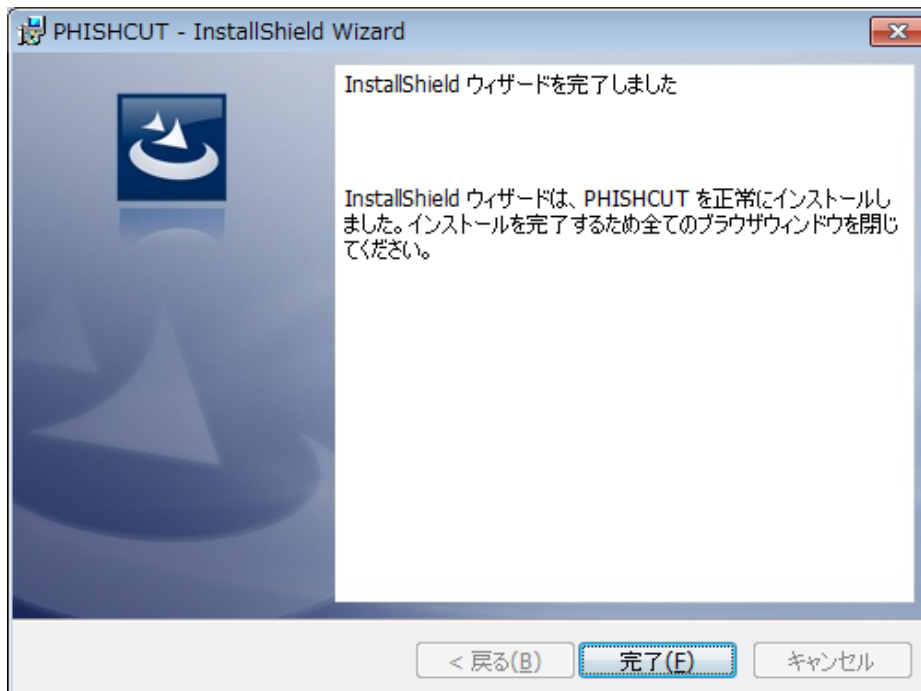 PHISHCUT - InstallShield Wizard
InstallShield ウィザードを完了しました
InstallShield ウィザードは、PHISHCUT を正常にインストールし
ました。インストールを完了するため全てのブラウザウィンドウを閉じ
てください。
< 戻る(B)
完了(F)
キャンセル